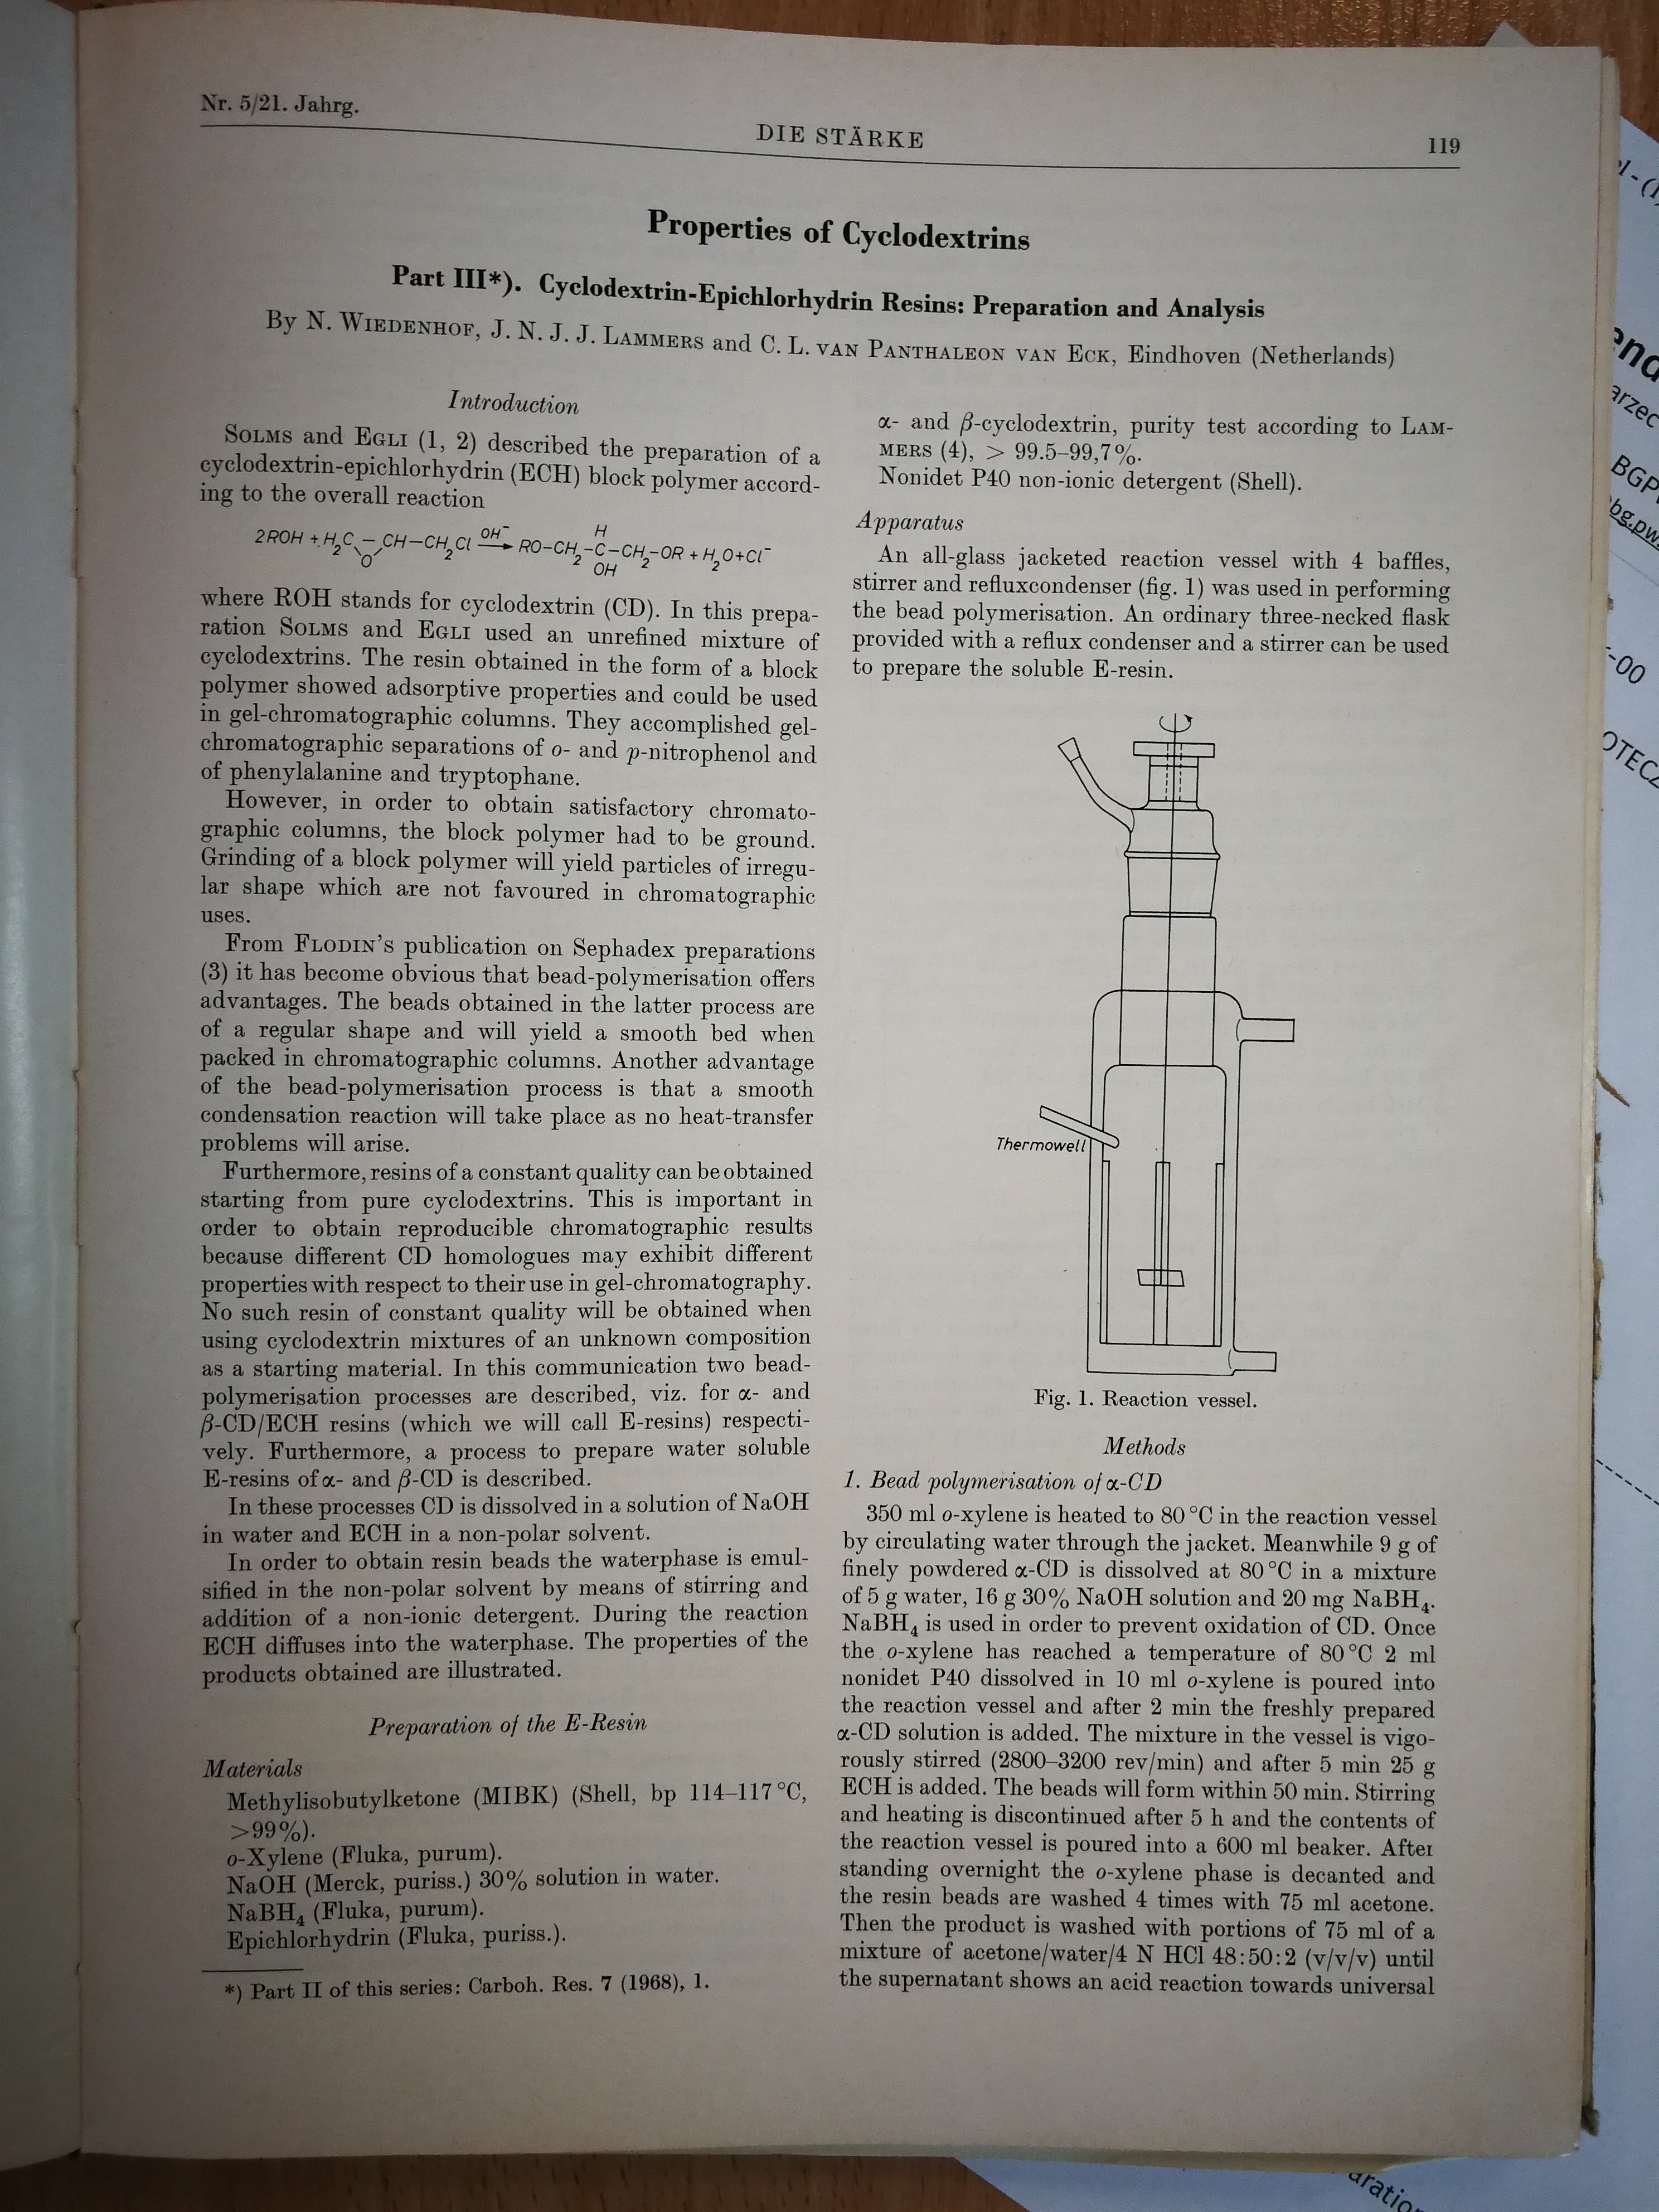 Nr. 5/21. Jahrg.
DIE STÄRKE
119
Properties of Cyclodextrins
Part III*). Cyclodextrin-Epichlorhydrin Resins: Preparation and Analysis
By N. WIEDENHOF, J. N. J. J. LAMMERS and C. L. VAN PANTHALEON VAN ECK, Eindhoven (Netherlands)
Introduction
SOLMS and EGLI (1, 2) described the preparation of a
cyclodextrin-epichlorhydrin (ECH) block polymer accord-
ing to the overall reaction
2ROH + H₂C–CH–CH₂Cl OH⁻ → RO–CH₂–C–CH₂–OR + H₂O+Cl⁻
O H OH
where ROH stands for cyclodextrin (CD). In this prepa-
ration SOLMS and EGLI used an unrefined mixture of
cyclodextrins. The resin obtained in the form of a block
polymer showed adsorptive properties and could be used
in gel-chromatographic columns. They accomplished gel-
chromatographic separations of o- and p-nitrophenol and
of phenylalanine and tryptophane.
However, in order to obtain satisfactory chromato-
graphic columns, the block polymer had to be ground.
Grinding of a block polymer will yield particles of irregu-
lar shape which are not favoured in chromatographic
uses.
From FLODIN'S publication on Sephadex preparations
(3) it has become obvious that bead-polymerisation offers
advantages. The beads obtained in the latter process are
of a regular shape and will yield a smooth bed when
packed in chromatographic columns. Another advantage
of the bead-polymerisation process is that a smooth
condensation reaction will take place as no heat-transfer
problems will arise.
Furthermore, resins of a constant quality can be obtained
starting from pure cyclodextrins. This is important in
order to obtain reproducible chromatographic results
because different CD homologues may exhibit different
properties with respect to their use in gel-chromatography.
No such resin of constant quality will be obtained when
using cyclodextrin mixtures of an unknown composition
as a starting material. In this communication two bead-
polymerisation processes are described, viz. for α- and
β-CD/ECH resins (which we will call E-resins) respecti-
vely. Furthermore, a process to prepare water soluble
E-resins of α- and β-CD is described.
In these processes CD is dissolved in a solution of NaOH
in water and ECH in a non-polar solvent.
In order to obtain resin beads the waterphase is emul-
sified in the non-polar solvent by means of stirring and
addition of a non-ionic detergent. During the reaction
ECH diffuses into the waterphase. The properties of the
products obtained are illustrated.
Preparation of the E-Resin
Materials
Methylisobutylketone (MIBK) (Shell, bp 114–117 °C,
>99%).
o-Xylene (Fluka, purum).
NaOH (Merck, puriss.) 30% solution in water.
NaBH₄ (Fluka, purum).
Epichlorhydrin (Fluka, puriss.).
*) Part II of this series: Carboh. Res. 7 (1968), 1.
α- and β-cyclodextrin, purity test according to LAM-
MERS (4), > 99.5–99,7%.
Nonidet P40 non-ionic detergent (Shell).
Apparatus
An all-glass jacketed reaction vessel with 4 baffles,
stirrer and refluxcondenser (fig. 1) was used in performing
the bead polymerisation. An ordinary three-necked flask
provided with a reflux condenser and a stirrer can be used
to prepare the soluble E-resin.
Thermowell
Fig. 1. Reaction vessel.
Methods
1. Bead polymerisation of α-CD
350 ml o-xylene is heated to 80 °C in the reaction vessel
by circulating water through the jacket. Meanwhile 9 g of
finely powdered α-CD is dissolved at 80 °C in a mixture
of 5 g water, 16 g 30% NaOH solution and 20 mg NaBH₄.
NaBH₄ is used in order to prevent oxidation of CD. Once
the o-xylene has reached a temperature of 80 °C 2 ml
nonidet P40 dissolved in 10 ml o-xylene is poured into
the reaction vessel and after 2 min the freshly prepared
α-CD solution is added. The mixture in the vessel is vigo-
rously stirred (2800–3200 rev/min) and after 5 min 25 g
ECH is added. The beads will form within 50 min. Stirring
and heating is discontinued after 5 h and the contents of
the reaction vessel is poured into a 600 ml beaker. After
standing overnight the o-xylene phase is decanted and
the resin beads are washed 4 times with 75 ml acetone.
Then the product is washed with portions of 75 ml of a
mixture of acetone/water/4 N HCl 48:50:2 (v/v/v) until
the supernatant shows an acid reaction towards universal
-00